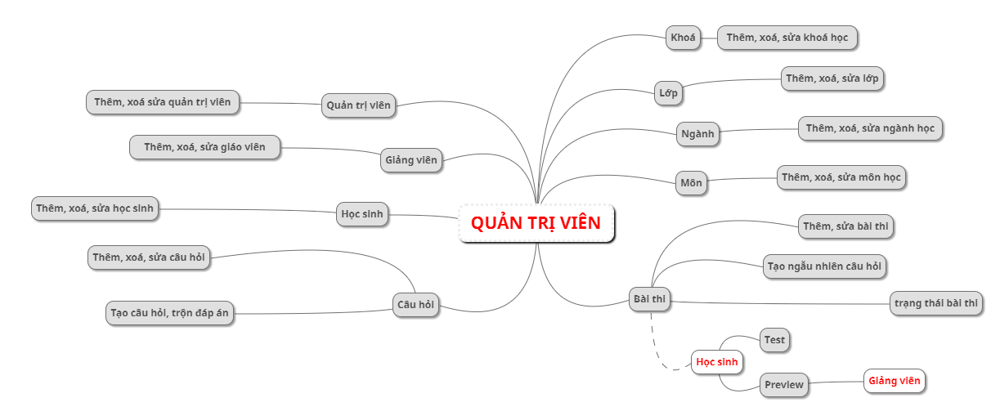 QUẢN TRỊ VIÊN
Khoá
Thêm, xoá, sửa khoá học
Lớp
Thêm, xoá, sửa lớp
Ngành
Thêm, xoá, sửa ngành học
Môn
Thêm, xoá, sửa môn học
Bài thi
Thêm, sửa bài thi
Tạo ngẫu nhiên câu hỏi
trạng thái bài thi
Học sinh
Test
Preview
Giảng viên
Quản trị viên
Thêm, xoá sửa quản trị viên
Giảng viên
Thêm, xoá, sửa giáo viên
Học sinh
Thêm, xoá, sửa học sinh
Câu hỏi
Thêm, xoá, sửa câu hỏi
Tạo câu hỏi, trộn đáp án